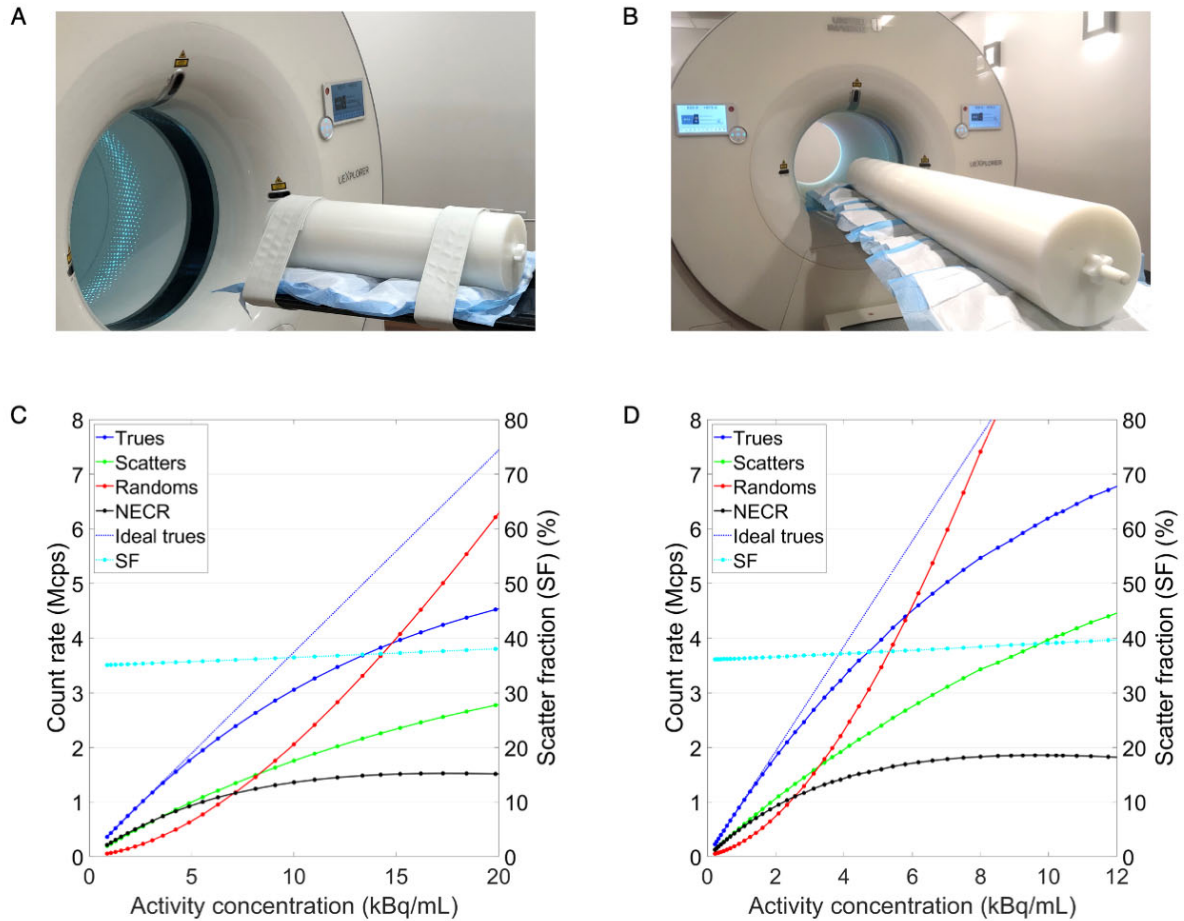 A
B
uEXPLORER
uEXPLORER
C
8
7
6
5
4
3
2
1
0
Count rate (Mcps)
Trues
Scatters
Randoms
NECR
Ideal trues
SF
80
70
60
50
40
30
20
10
0
Scatter fraction (SF) (%)
0 5 10 15 20
Activity concentration (kBq/mL)
D
8
7
6
5
4
3
2
1
0
Count rate (Mcps)
Trues
Scatters
Randoms
NECR
Ideal trues
SF
80
70
60
50
40
30
20
10
0
Scatter fraction (SF) (%)
0 2 4 6 8 10 12
Activity concentration (kBq/mL)